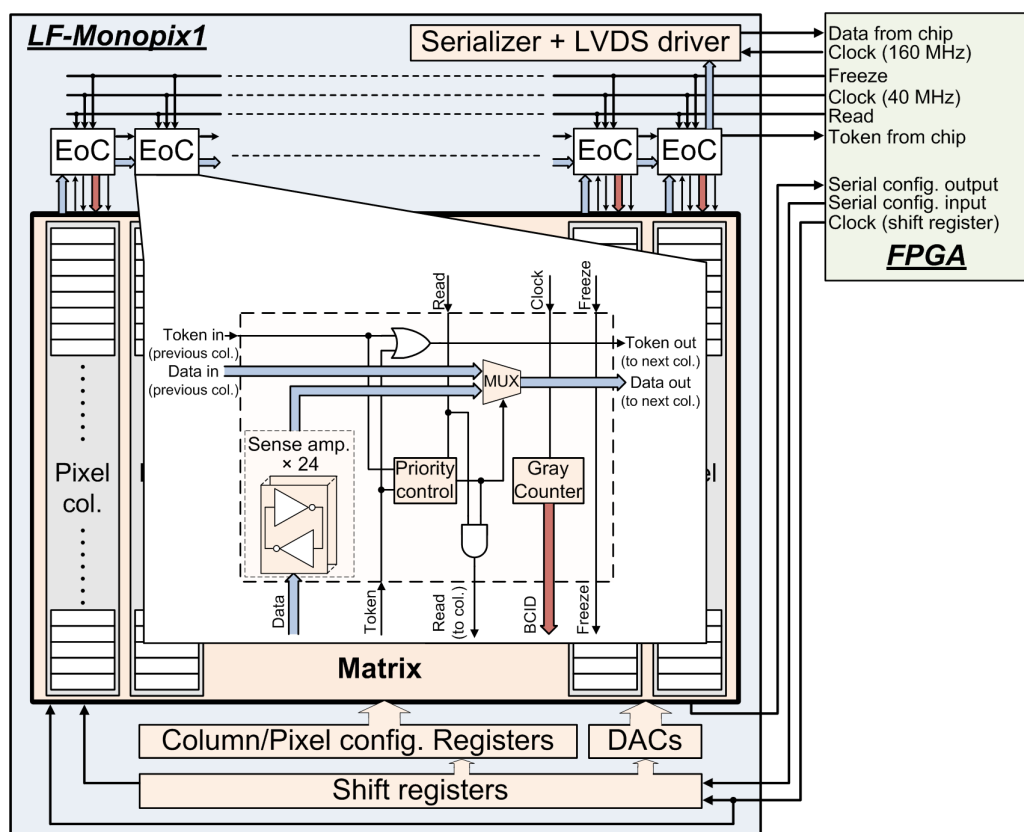 LF-Monopix1
Serializer + LVDS driver
Data from chip
Clock (160 MHz)
Freeze
Clock (40 MHz)
Read
Token from chip
EoC
EoC
EoC
EoC
Serial config. output
Serial config. input
Clock (shift register)
FPGA
Read
Clock
Freeze
Token in
(previous col.)
Data in
(previous col.)
Token out
(to next col.)
Data out
(to next col.)
MUX
Sense amp.
× 24
Priority
control
Gray
Counter
Pixel
col.
el
Data
Token
Read
(to col.)
BCID
Freeze
Matrix
Column/Pixel config. Registers
DACs
Shift registers